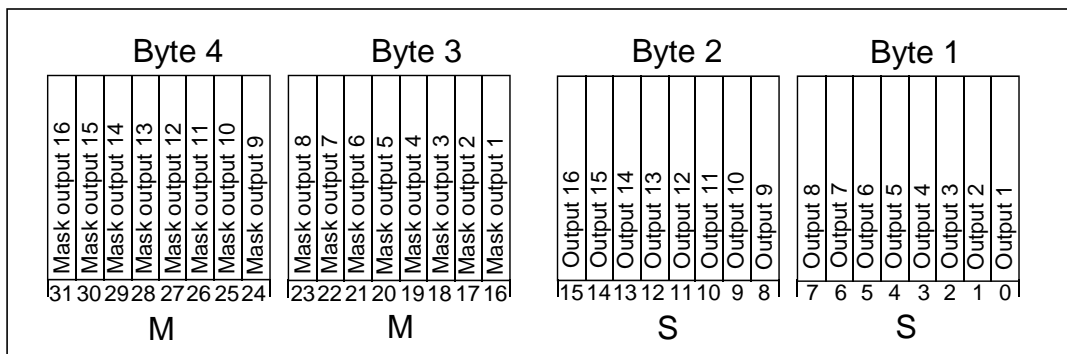 Byte 4 Byte 3 Byte 2 Byte 1
Mask output 16
Mask output 15
Mask output 14
Mask output 13
Mask output 12
Mask output 11
Mask output 10
Mask output 9
Mask output 8
Mask output 7
Mask output 6
Mask output 5
Mask output 4
Mask output 3
Mask output 2
Mask output 1
Output 16
Output 15
Output 14
Output 13
Output 12
Output 11
Output 10
Output 9
Output 8
Output 7
Output 6
Output 5
Output 4
Output 3
Output 2
Output 1
31 30 29 28 27 26 25 24 23 22 21 20 19 18 17 16 15 14 13 12 11 10 9 8 7 6 5 4 3 2 1 0
M M S S